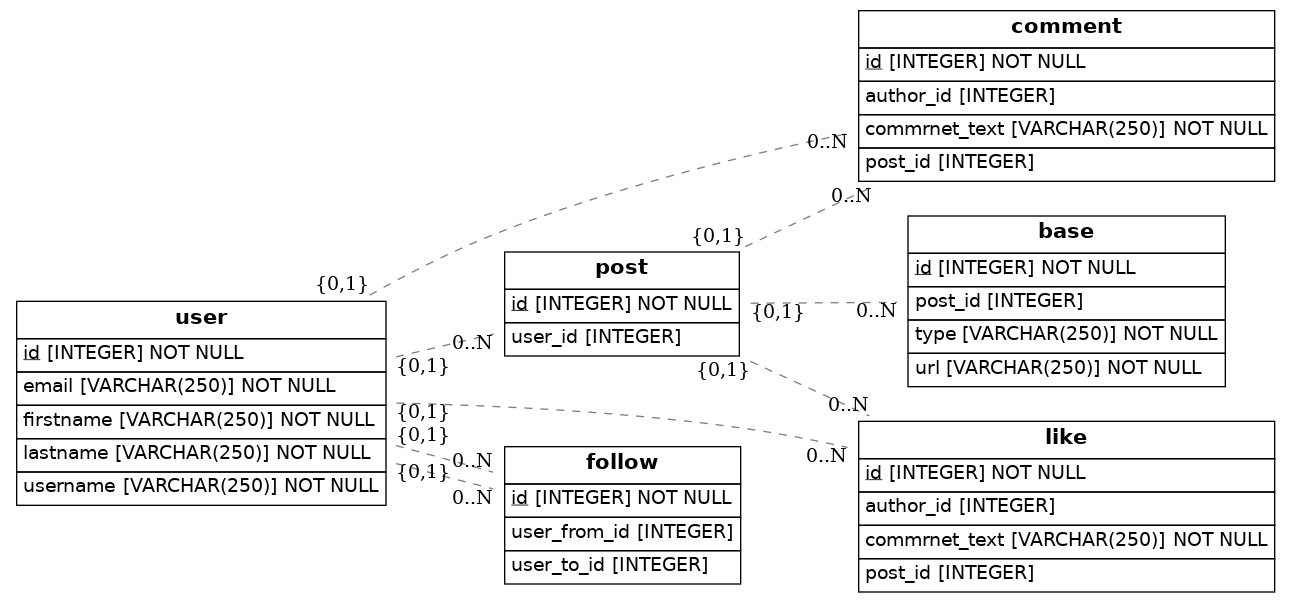 comment
id [INTEGER] NOT NULL
author_id [INTEGER]
commrnet_text [VARCHAR(250)] NOT NULL
post_id [INTEGER]
0..N
0..N
{0,1}
{0,1}
base
id [INTEGER] NOT NULL
post_id [INTEGER]
type [VARCHAR(250)] NOT NULL
url [VARCHAR(250)] NOT NULL
post
id [INTEGER] NOT NULL
user_id [INTEGER]
{0,1}
0..N
{0,1}
0..N
user
id [INTEGER] NOT NULL
email [VARCHAR(250)] NOT NULL
firstname [VARCHAR(250)] NOT NULL
lastname [VARCHAR(250)] NOT NULL
username [VARCHAR(250)] NOT NULL
0..N
{0,1}
{0,1}
{0,1}
0..N
{0,1}
0..N
0..N
follow
id [INTEGER] NOT NULL
user_from_id [INTEGER]
user_to_id [INTEGER]
like
id [INTEGER] NOT NULL
author_id [INTEGER]
commrnet_text [VARCHAR(250)] NOT NULL
post_id [INTEGER]